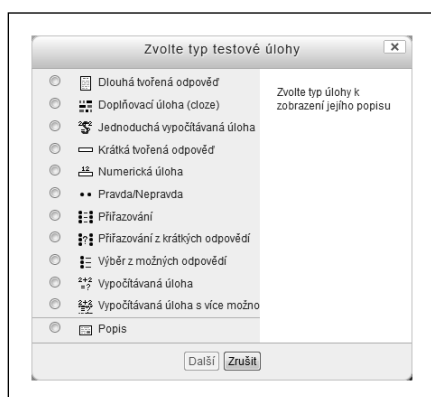 Zvolte typ testové úlohy
Dlouhá tvořená odpověď
Doplňovací úloha (cloze)
Jednoduchá vypočítávaná úloha
Krátká tvořená odpověď
Numerická úloha
Pravda/Nepravda
Přiřazování
Přiřazování z krátkých odpovědí
Výběr z možných odpovědí
Vypočítávaná úloha
Vypočítávaná úloha s více možno
Popis
Zvolte typ úlohy k
zobrazení jejího popisu
Další Zrušit